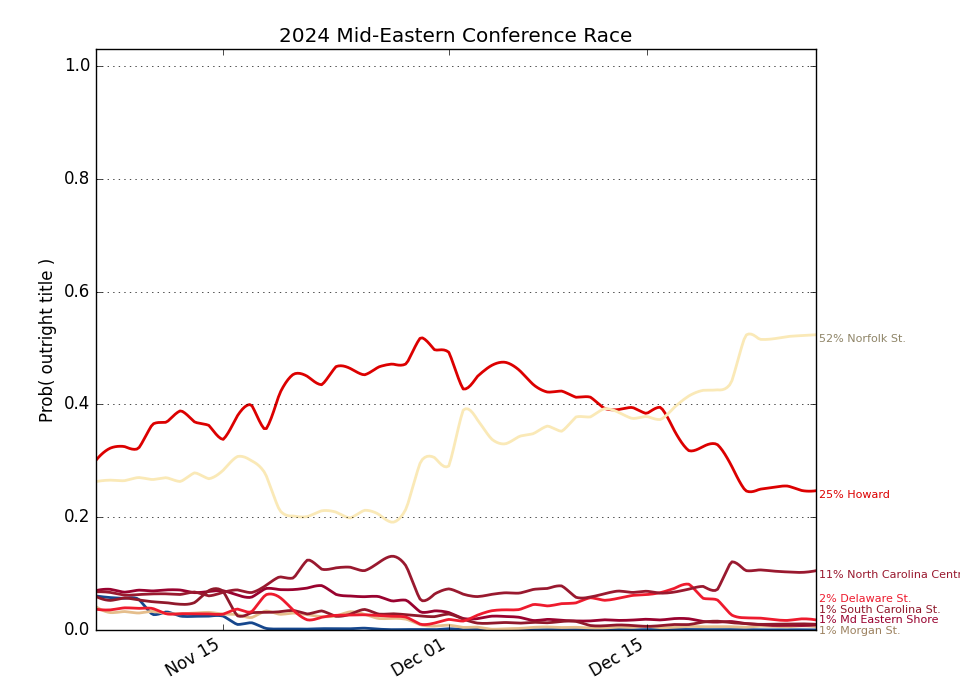 2024 Mid-Eastern Conference Race
Prob( outright title )
1.0
0.8
0.6
0.4
0.2
0.0
Nov 15
Dec 01
Dec 15
52% Norfolk St.
25% Howard
11% North Carolina Centr
2% Delaware St.
1% South Carolina St.
1% Md Eastern Shore
1% Morgan St.